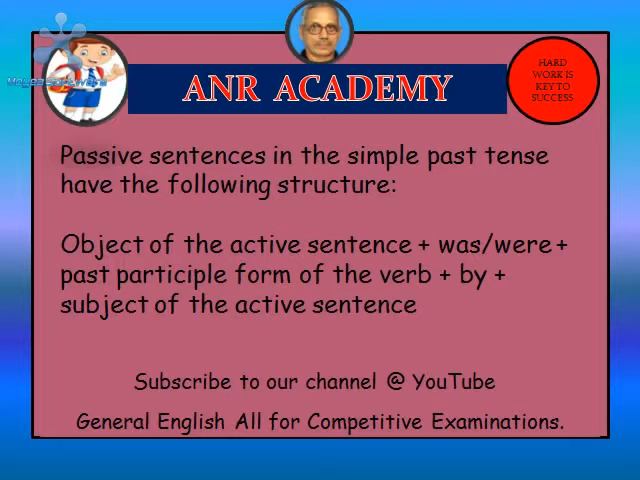 ANR ACADEMY
HARD
WORK IS
KEY TO
SUCCESS
Passive sentences in the simple past tense
have the following structure:
Object of the active sentence + was/were +
past participle form of the verb + by +
subject of the active sentence
Subscribe to our channel @ YouTube
General English All for Competitive Examinations.